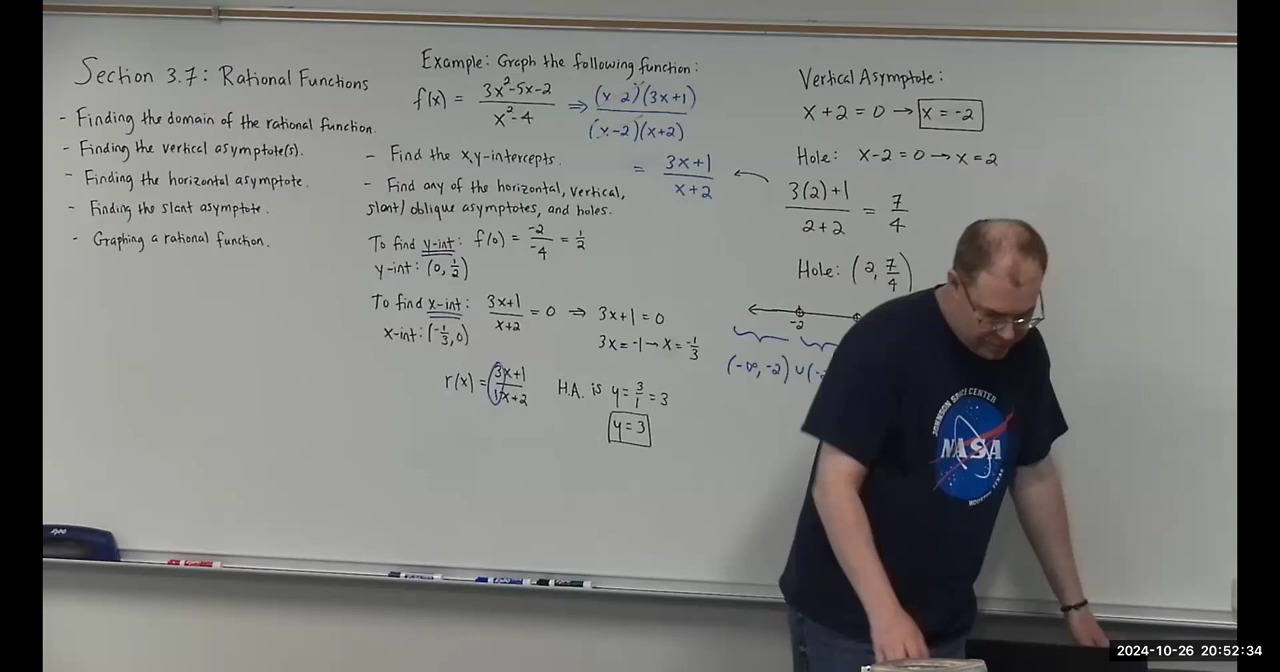 Section 3.7: Rational Functions
- Finding the domain of the rational function.
- Finding the vertical asymptote(s).
- Finding the horizontal asymptote.
- Finding the slant asymptote.
- Graphing a rational function.
Example: Graph the following function:
f(x) = (3x²-5x-2)/(x²-4) ⇒ (x-2)(3x+1)/(x-2)(x+2)
= (3x+1)/(x+2) ←
- Find the x,y-intercepts.
- Find any of the horizontal, vertical,
slant/oblique asymptotes, and holes.
To find y-int: f(0) = -2/-4 = 1/2
y-int: (0, 1/2)
To find x-int: (3x+1)/(x+2) = 0 ⇒ 3x+1=0
x-int: (-1/3, 0)
3x=-1→x=-1/3
r(x) = (3x+1)/(1x+2)
H.A. is y=3/1=3
y=3
Vertical Asymptote:
x+2=0 → x=-2
Hole: x-2=0→x=2
(3(2)+1)/(2+2) = 7/4
Hole: (2, 7/4)
-2
(-∞,-2)∪(-2
JOHNSON SPACE CENTER
NASA
HOUSTON TEXAS
expo
2024-10-26 20:52:34